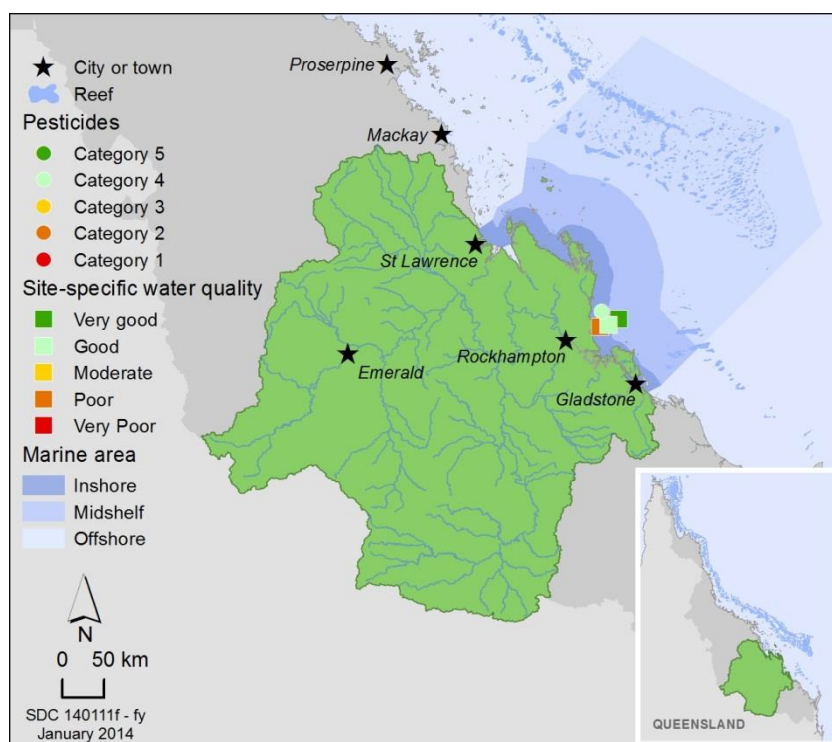 City or town
Reef
Pesticides
Category 5
Category 4
Category 3
Category 2
Category 1
Site-specific water quality
Very good
Good
Moderate
Poor
Very Poor
Marine area
Inshore
Midshelf
Offshore
N
0 50 km
SDC 140111f - fy
January 2014
Proserpine
Mackay
St Lawrence
Emerald
Rockhampton
Gladstone
QUEENSLAND